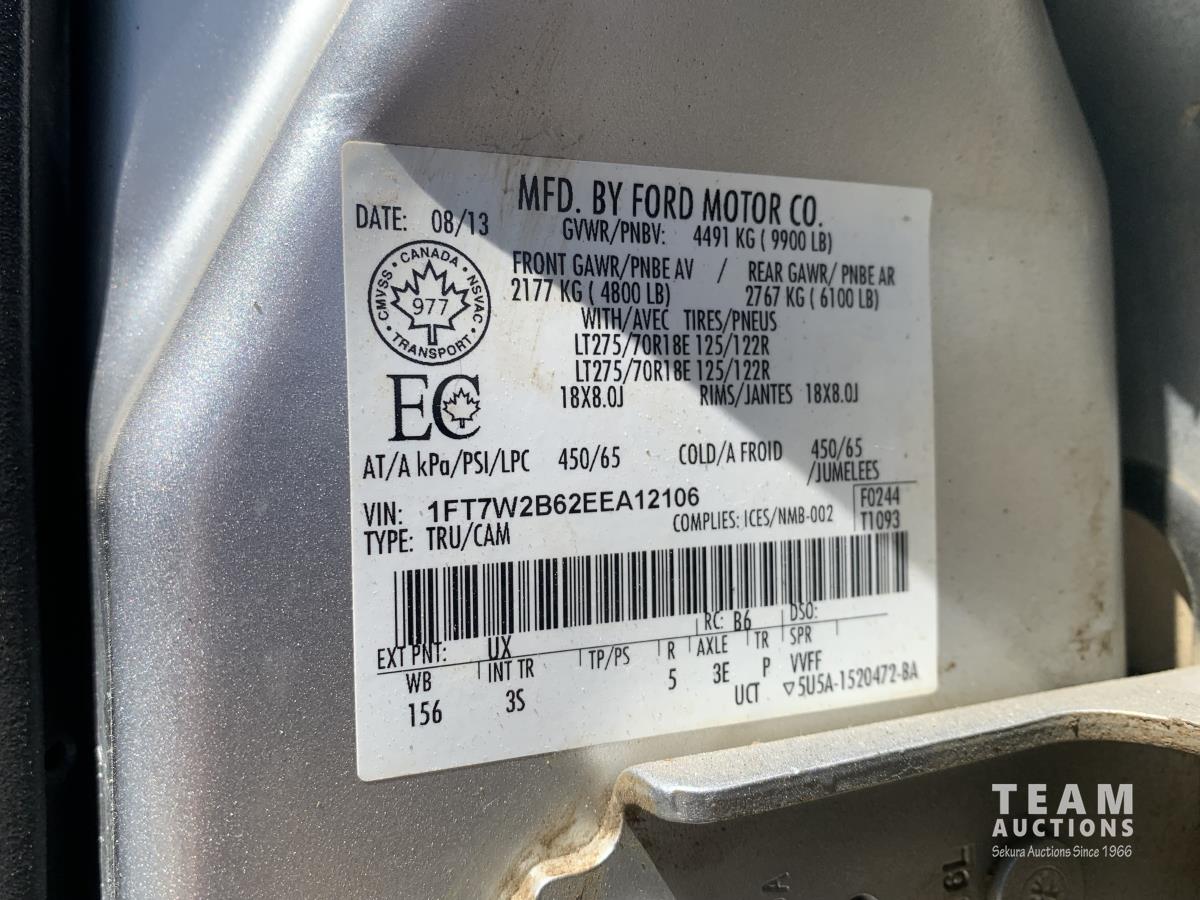 MFD. BY FORD MOTOR CO.
DATE: 08/13
GVWR/PNBV: 4491 KG ( 9900 LB)
FRONT GAWR/PNBE AV / REAR GAWR/ PNBE AR
2177 KG ( 4800 LB) 2767 KG ( 6100 LB)
WITH/AVEC TIRES/PNEUS
LT275/70R18E 125/122R
LT275/70R18E 125/122R
18X8.0J RIMS/JANTES 18X8.0J
CMVSS · CANADA · NSVAC · TRANSPORT ·
977
EC
AT/A kPa/PSI/LPC 450/65 COLD/A FROID 450/65
/JUMELEES
VIN: 1FT7W2B62EEA12106
F0244
TYPE: TRU/CAM COMPLIES: ICES/NMB-002 T1093
EXT PNT: UX RC: B6 DSO:
WB INT TR TP/PS R AXLE TR SPR
156 3S 5 3E P VVFF
UCT ▽5U5A-1520472-BA
TEAM
AUCTIONS
Sekura Auctions Since 1966